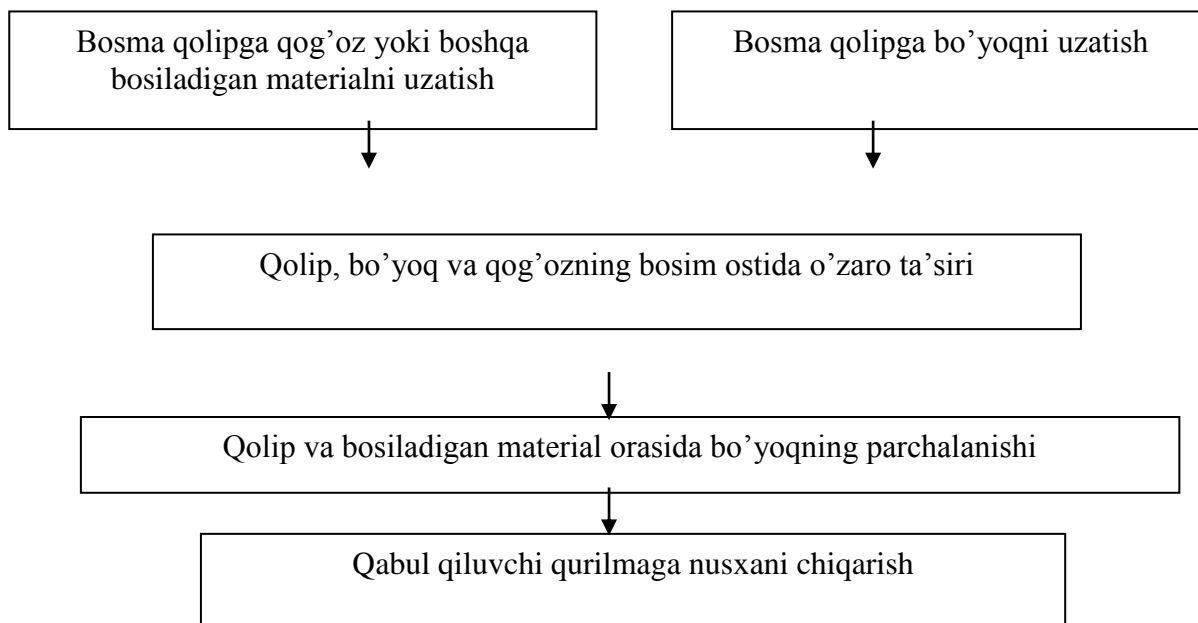 Bosma qolipga qog’oz yoki boshqa
bosiladigan materialni uzatish
Bosma qolipga bo’yoqni uzatish
Qolip, bo’yoq va qog’ozning bosim ostida o’zaro ta’siri
Qolip va bosiladigan material orasida bo’yoqning parchalanishi
Qabul qiluvchi qurilmaga nusxani chiqarish